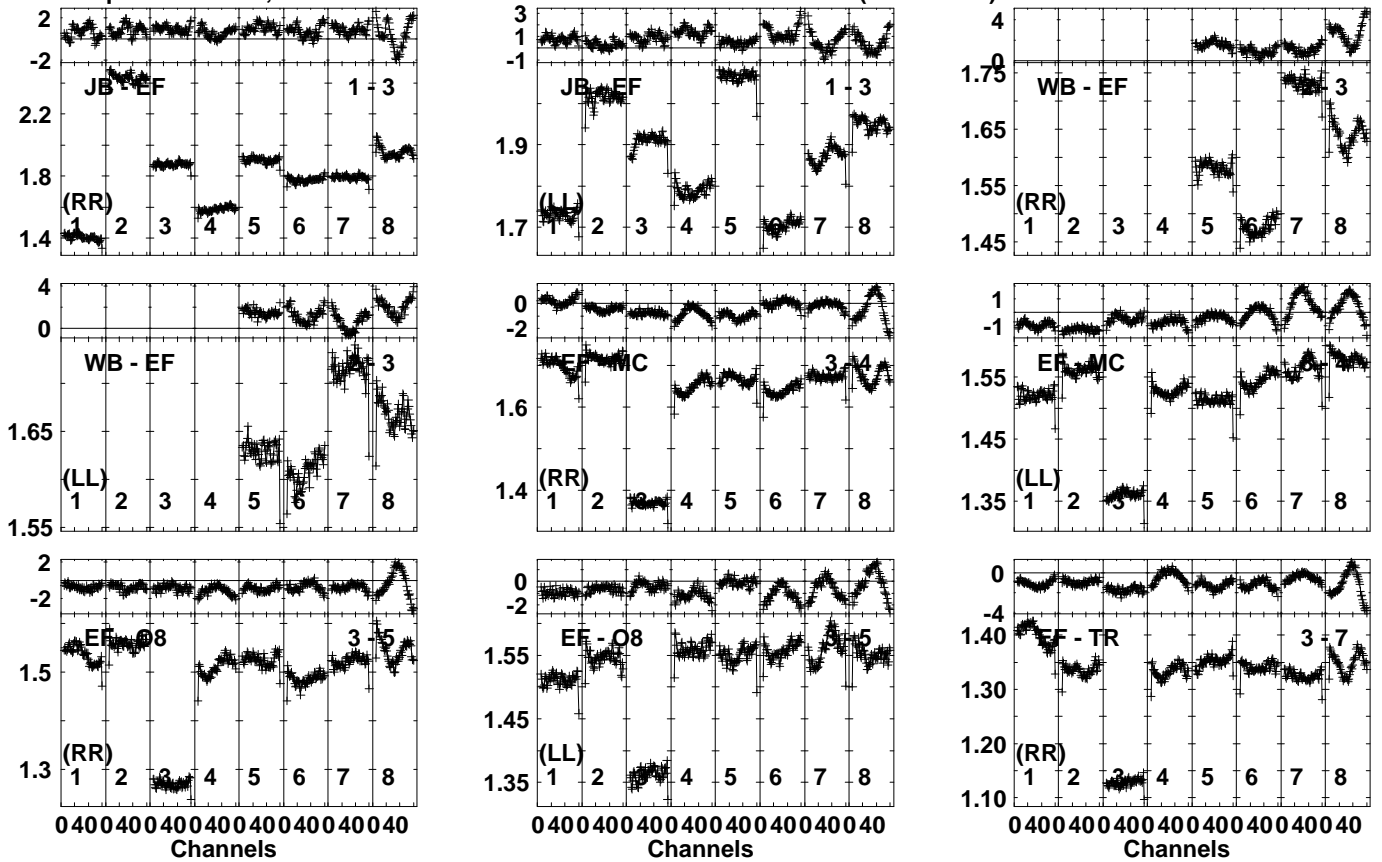 2
-2
JB - EF 1 - 3
2.2
1.8
1.4
(RR)
1 2 3 4 5 6 7 8
3
1
-1
JB - EF 1 - 3
1.9
1.7
(LL)
1 2 3 4 5 6 7 8
4
0
WB - EF 2 - 3
1.75
1.65
1.55
1.45
(RR)
1 2 3 4 5 6 7 8
4
0
WB - EF - 3
1.65
1.55
(LL)
1 2 3 4 5 6 7 8
0
-2
EF - MC 3 - 4
1.6
1.4
(RR)
1 2 3 4 5 6 7 8
1
-1
EF - MC 3 - 4
1.55
1.45
1.35
(LL)
1 2 3 4 5 6 7 8
2
0
-2
EF - O8 3 - 5
1.5
1.3
(RR)
1 2 3 4 5 6 7 8
0 40 0 40 0 40 0 40 0 40 0 40 0 40 0 40
Channels
0
-2
EF - O8 3 - 5
1.55
1.45
1.35
(LL)
1 2 3 4 5 6 7 8
0 40 0 40 0 40 0 40 0 40 0 40 0 40 0 40
Channels
0
-4
EF - TR 3 - 7
1.40
1.30
1.20
1.10
(RR)
1 2 3 4 5 6 7 8
0 40 0 40 0 40 0 40 0 40 0 40 0 40 0 40
Channels